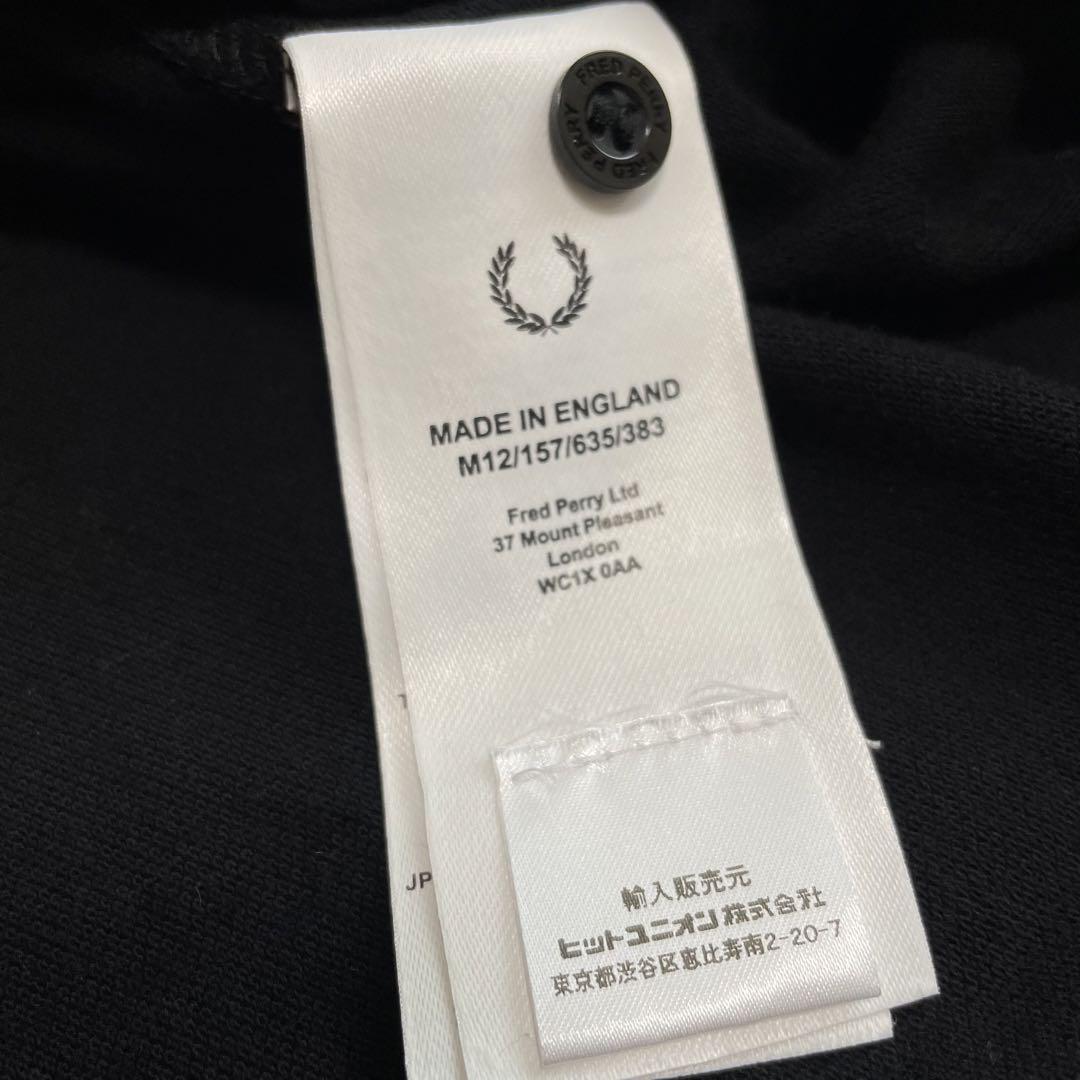 FRED PERRY FRED PERRY
MADE IN ENGLAND
M12/157/635/383
Fred Perry Ltd
37 Mount Pleasant
London
WC1X 0AA
T
JP
輸入販売元
ヒットユニオン株式会社
東京都渋谷区恵比寿南2-20-7